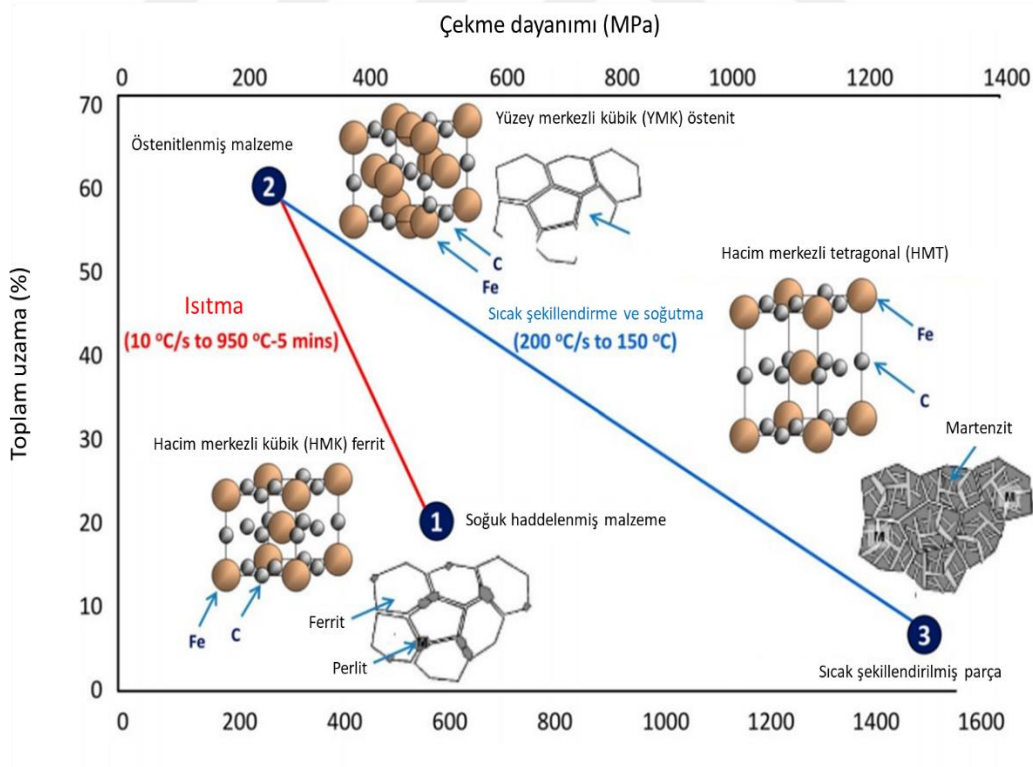 Çekme dayanımı (MPa)
0 200 400 600 800 1000 1200 1400
70
60
50
40
30
20
10
0
Toplam uzama (%)
Östenitlenmiş malzeme
2
Yüzey merkezli kübik (YMK) östenit
C
Fe
Hacim merkezli tetragonal (HMT)
Fe
C
Isıtma
(10 °C/s to 950 °C-5 mins)
Sıcak şekillendirme ve soğutma
(200 °C/s to 150 °C)
Martenzit
M
M
Hacim merkezli kübik (HMK) ferrit
Fe C
1
Soğuk haddelenmiş malzeme
Ferrit
Perlit
3
Sıcak şekillendirilmiş parça
0 200 400 600 800 1000 1200 1400 1600